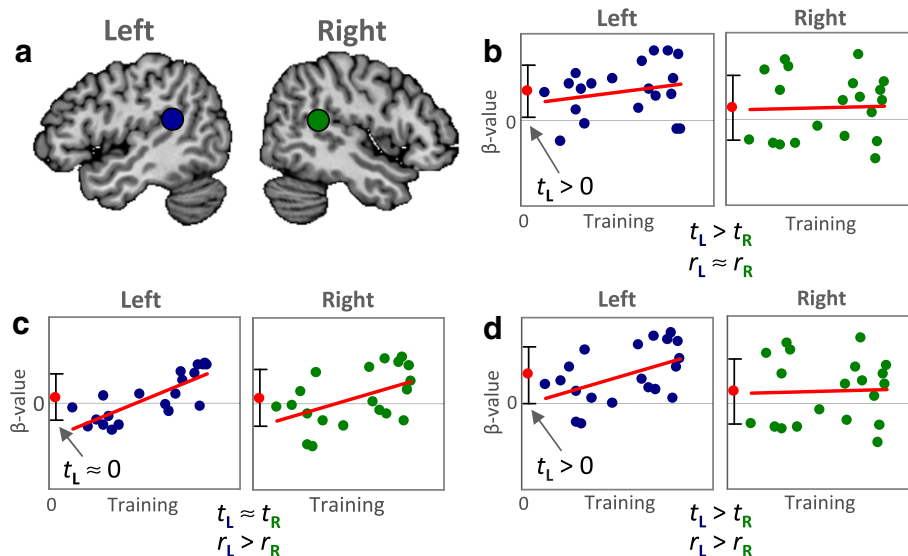 a
Left
Right
b
Left
Right
β-value
0
t_L > 0
0
Training
Training
t_L > t_R
r_L ≈ r_R
c
Left
Right
β-value
0
t_L ≈ 0
0
Training
Training
t_L ≈ t_R
r_L > r_R
d
Left
Right
β-value
0
t_L > 0
0
Training
Training
t_L > t_R
r_L > r_R